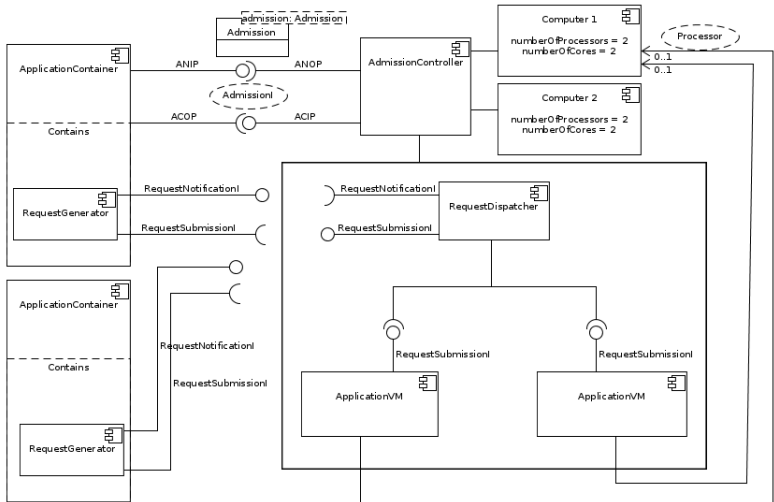 admission: Admission
Admission
Computer 1
numberOfProcessors = 2
numberOfCores = 2
Processor
0..1
0..1
ApplicationContainer
ANIP
ANOP
AdmissionController
AdmissionI
Computer 2
numberOfProcessors = 2
numberOfCores = 2
ACOP
ACIP
Contains
RequestNotificationI
RequestNotificationI
RequestGenerator
RequestDispatcher
RequestSubmissionI
RequestSubmissionI
ApplicationContainer
RequestNotificationI
RequestSubmissionI
RequestSubmissionI
Contains
RequestSubmissionI
ApplicationVM
ApplicationVM
RequestGenerator